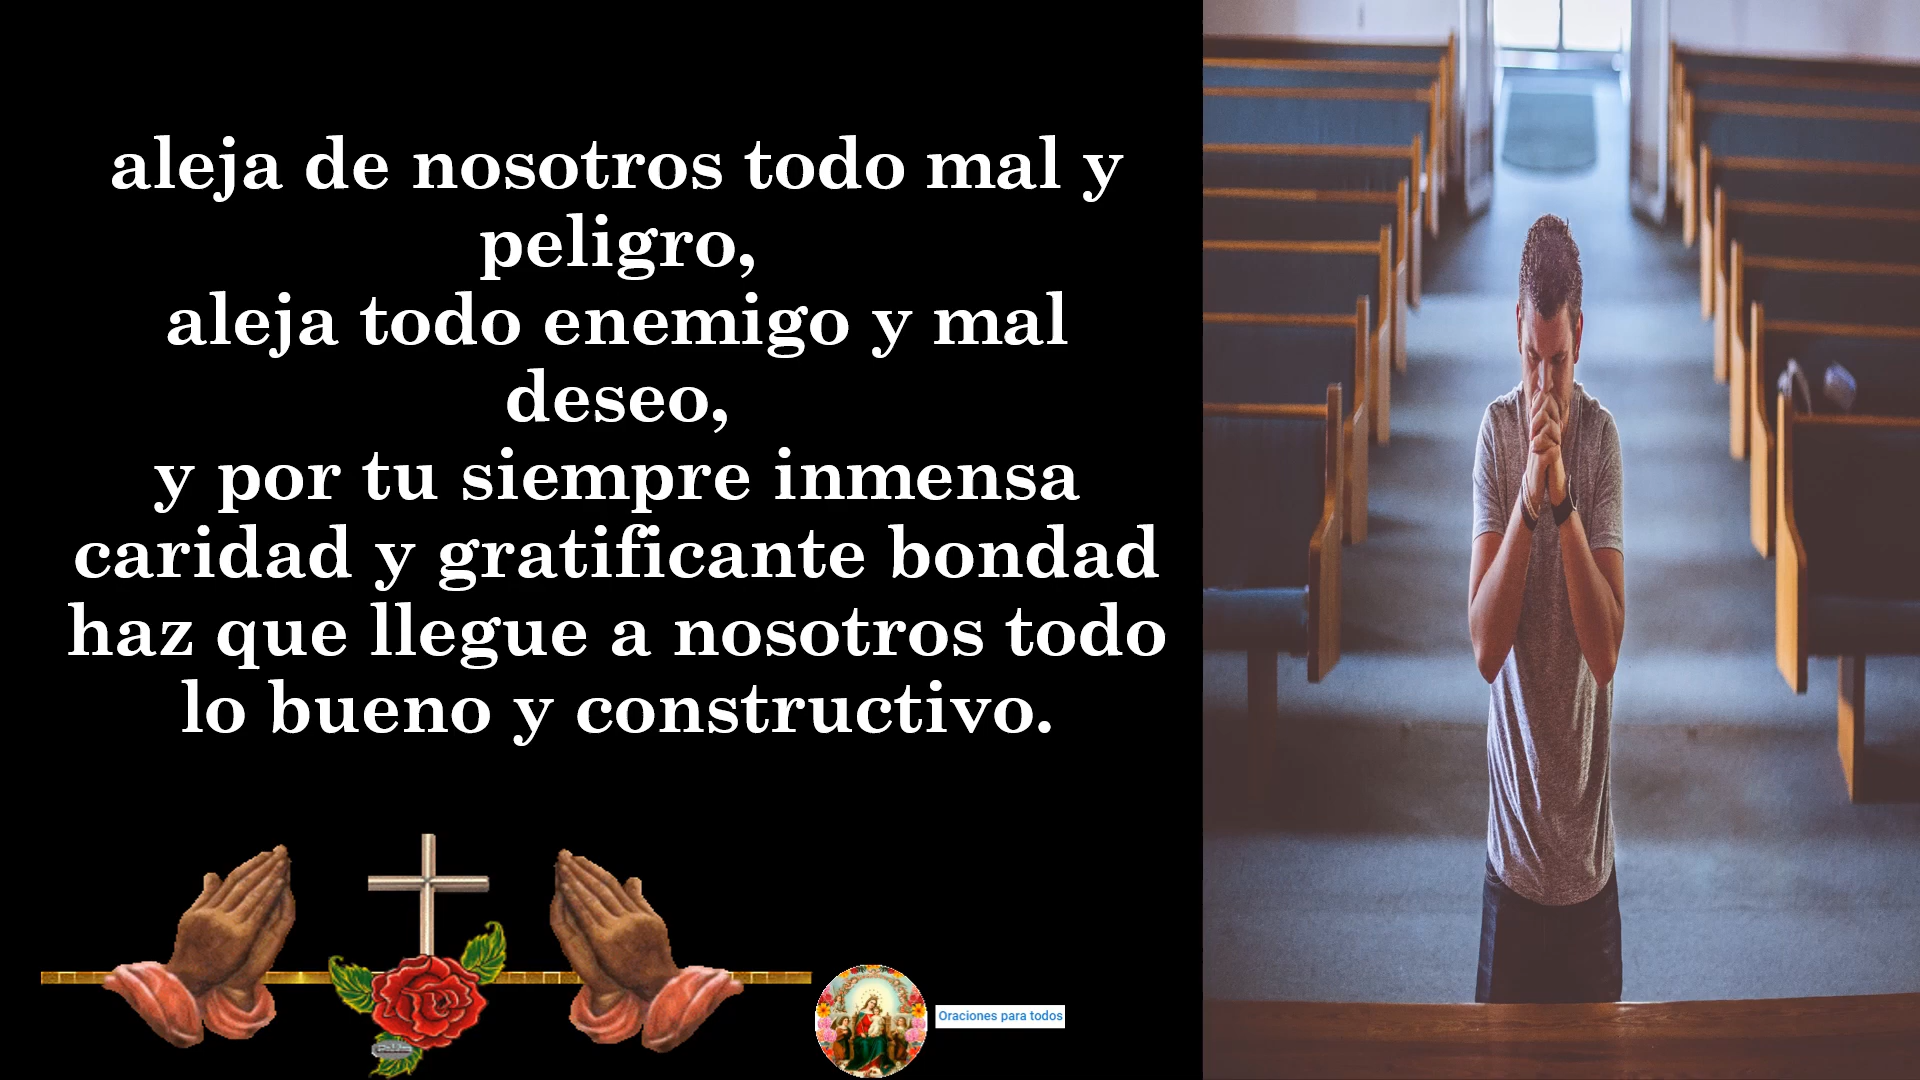 aleja de nosotros todo mal y
peligro,
aleja todo enemigo y mal
deseo,
y por tu siempre inmensa
caridad y gratificante bondad
haz que llegue a nosotros todo
lo bueno y constructivo.
Oraciones para todos